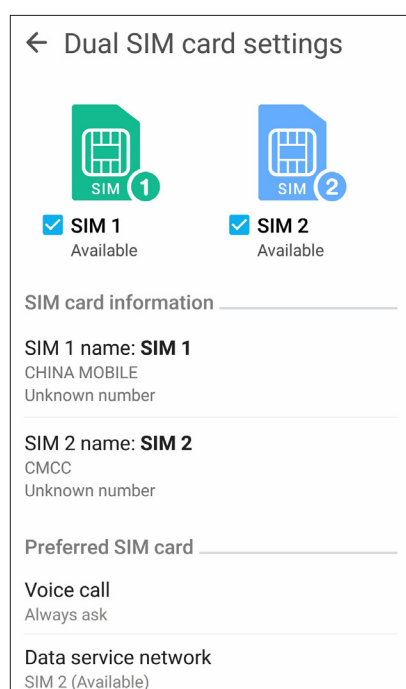 Dual SIM card settings
SIM 1
SIM 2
SIM 1
SIM 2
Available
Available
SIM card information
SIM 1 name: SIM 1
CHINA MOBILE
Unknown number
SIM 2 name: SIM 2
CMCC
Unknown number
Preferred SIM card
Voice call
Always ask
Data service network
SIM 2 (Available)